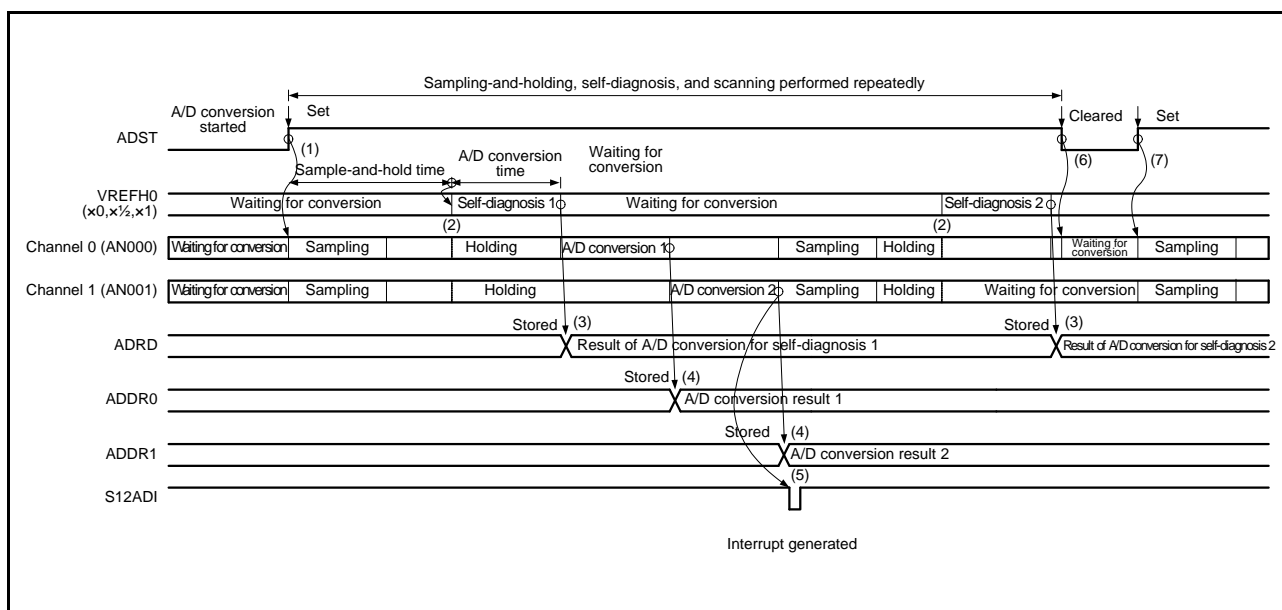 Sampling-and-holding, self-diagnosis, and scanning performed repeatedly
A/D conversion
started
Set
Cleared
Set
ADST
(1)
(6)
(7)
Sample-and-hold time
A/D conversion
time
Waiting for
conversion
VREFH0
(×0,×½,×1)
Waiting for conversion
Self-diagnosis 1
Waiting for conversion
Self-diagnosis 2
(2)
(2)
Channel 0 (AN000)
Waiting for conversion
Sampling
Holding
A/D conversion 1
Sampling
Holding
Waiting for
conversion
Sampling
Channel 1 (AN001)
Waiting for conversion
Sampling
Holding
A/D conversion 2
Sampling
Holding
Waiting for conversion
Sampling
Stored
(3)
Stored
(3)
ADRD
Result of A/D conversion for self-diagnosis 1
Result of A/D conversion for self-diagnosis 2
Stored
(4)
ADDR0
A/D conversion result 1
Stored
(4)
ADDR1
A/D conversion result 2
(5)
S12ADI
Interrupt generated